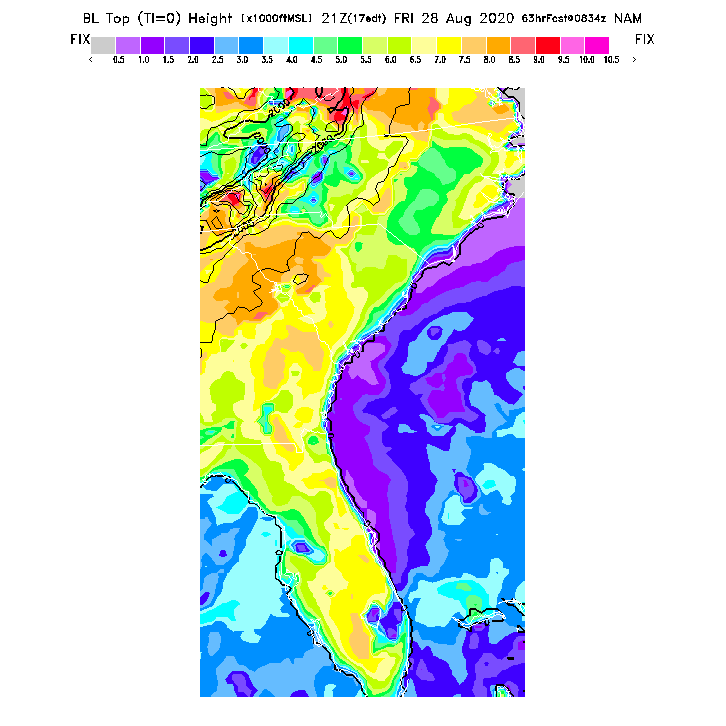 BL Top (TI=0) Height [x1000ftMSL] 21Z(17edt) FRI 28 Aug 2020 63hrFcst@0834z NAM
FIX FIX
< 0.5 1.0 1.5 2.0 2.5 3.0 3.5 4.0 4.5 5.0 5.5 6.0 6.5 7.0 7.5 8.0 8.5 9.0 9.5 10.0 10.5 >
2000
2000